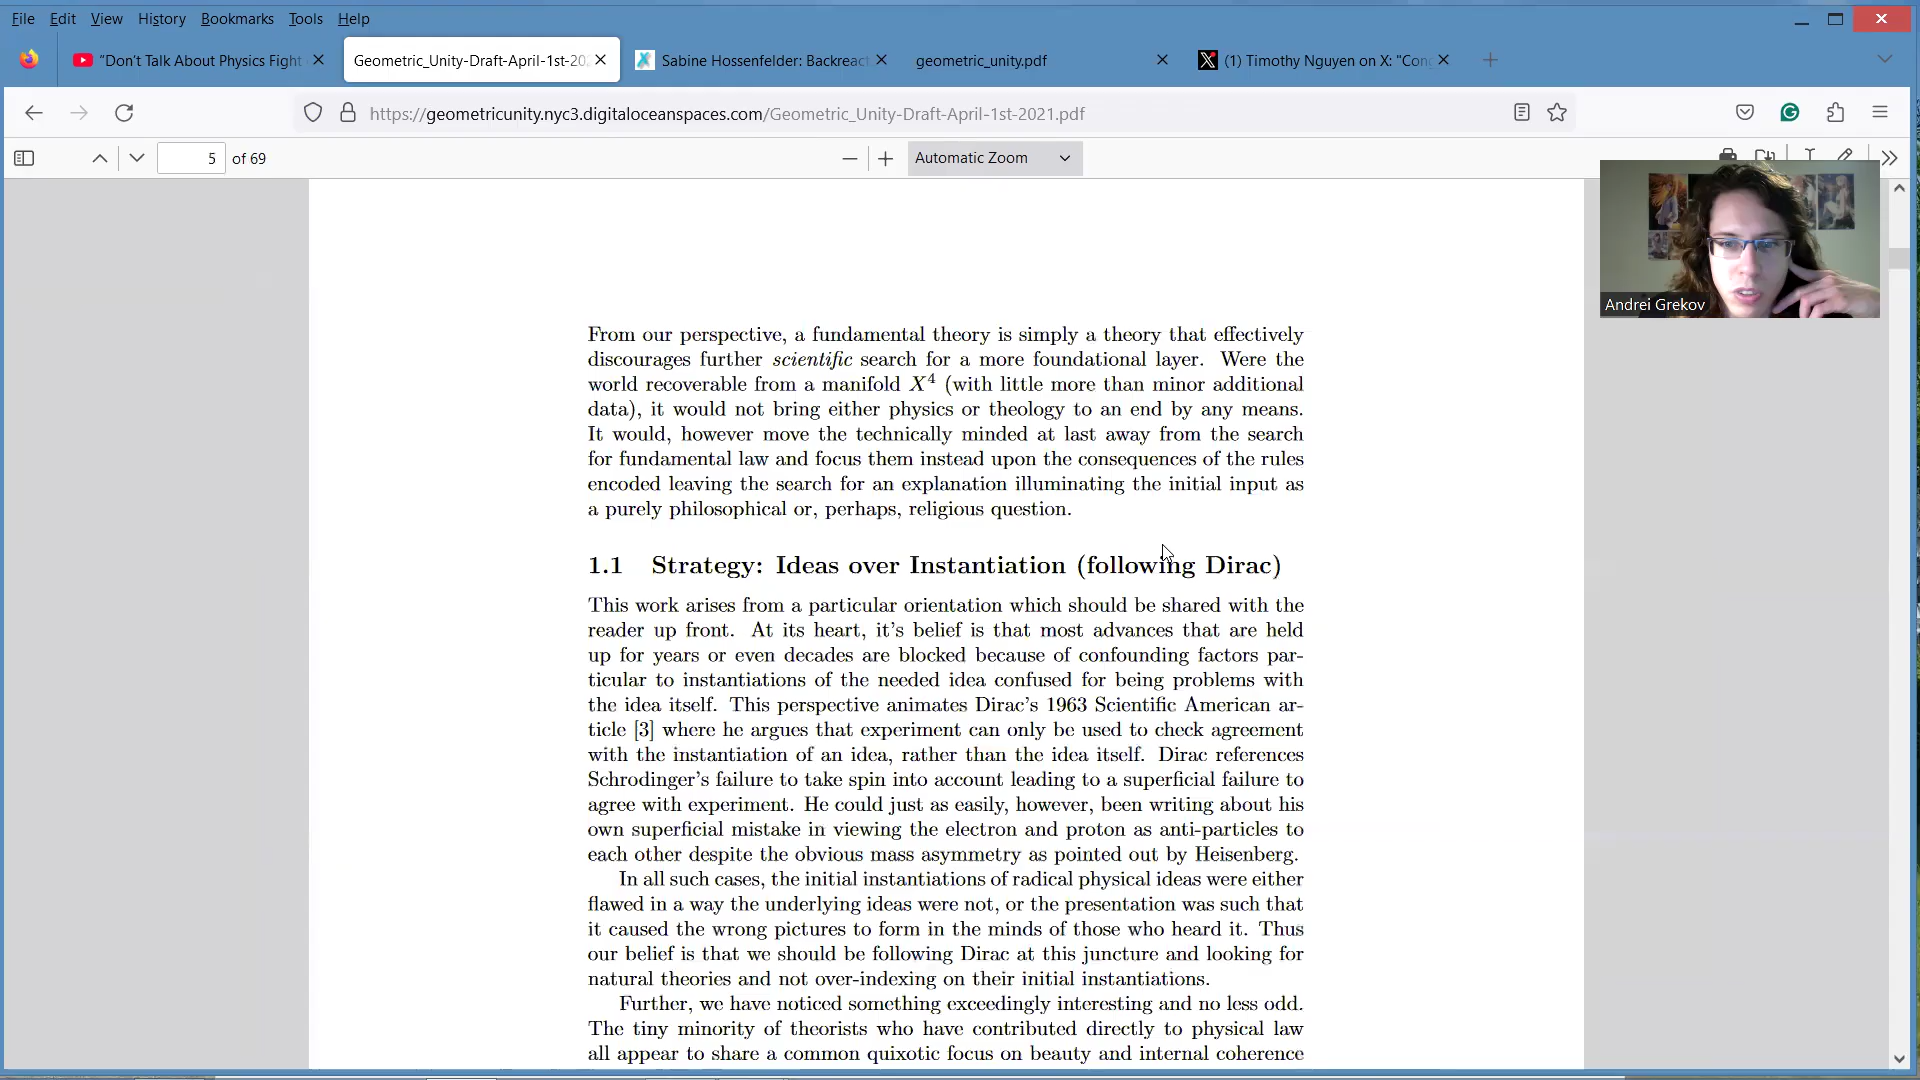 File Edit View History Bookmarks Tools Help
"Don't Talk About Physics Fight
Geometric_Unity-Draft-April-1st-20
Sabine Hossenfelder: Backreact
geometric_unity.pdf
(1) Timothy Nguyen on X: "Con
https://geometricunity.nyc3.digitaloceanspaces.com/Geometric_Unity-Draft-April-1st-2021.pdf
5 of 69
Automatic Zoom
Andrei Grekov
From our perspective, a fundamental theory is simply a theory that effectively
discourages further scientific search for a more foundational layer. Were the
world recoverable from a manifold X⁴ (with little more than minor additional
data), it would not bring either physics or theology to an end by any means.
It would, however move the technically minded at last away from the search
for fundamental law and focus them instead upon the consequences of the rules
encoded leaving the search for an explanation illuminating the initial input as
a purely philosophical or, perhaps, religious question.
1.1 Strategy: Ideas over Instantiation (following Dirac)
This work arises from a particular orientation which should be shared with the
reader up front. At its heart, it's belief is that most advances that are held
up for years or even decades are blocked because of confounding factors par-
ticular to instantiations of the needed idea confused for being problems with
the idea itself. This perspective animates Dirac's 1963 Scientific American ar-
ticle [3] where he argues that experiment can only be used to check agreement
with the instantiation of an idea, rather than the idea itself. Dirac references
Schrodinger's failure to take spin into account leading to a superficial failure to
agree with experiment. He could just as easily, however, been writing about his
own superficial mistake in viewing the electron and proton as anti-particles to
each other despite the obvious mass asymmetry as pointed out by Heisenberg.
In all such cases, the initial instantiations of radical physical ideas were either
flawed in a way the underlying ideas were not, or the presentation was such that
it caused the wrong pictures to form in the minds of those who heard it. Thus
our belief is that we should be following Dirac at this juncture and looking for
natural theories and not over-indexing on their initial instantiations.
Further, we have noticed something exceedingly interesting and no less odd.
The tiny minority of theorists who have contributed directly to physical law
all appear to share a common quixotic focus on beauty and internal coherence